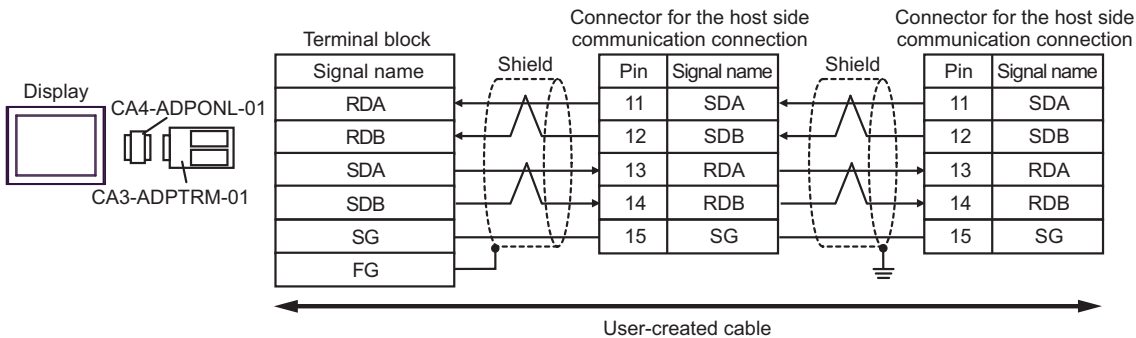 Connector for the host side Connector for the host side
Terminal block communication connection communication connection
Signal name Shield Pin Signal name Shield Pin Signal name
Display
CA4-ADPONL-01
CA3-ADPTRM-01
RDA 11 SDA 11 SDA
RDB 12 SDB 12 SDB
SDA 13 RDA 13 RDA
SDB 14 RDB 14 RDB
SG 15 SG 15 SG
FG
User-created cable